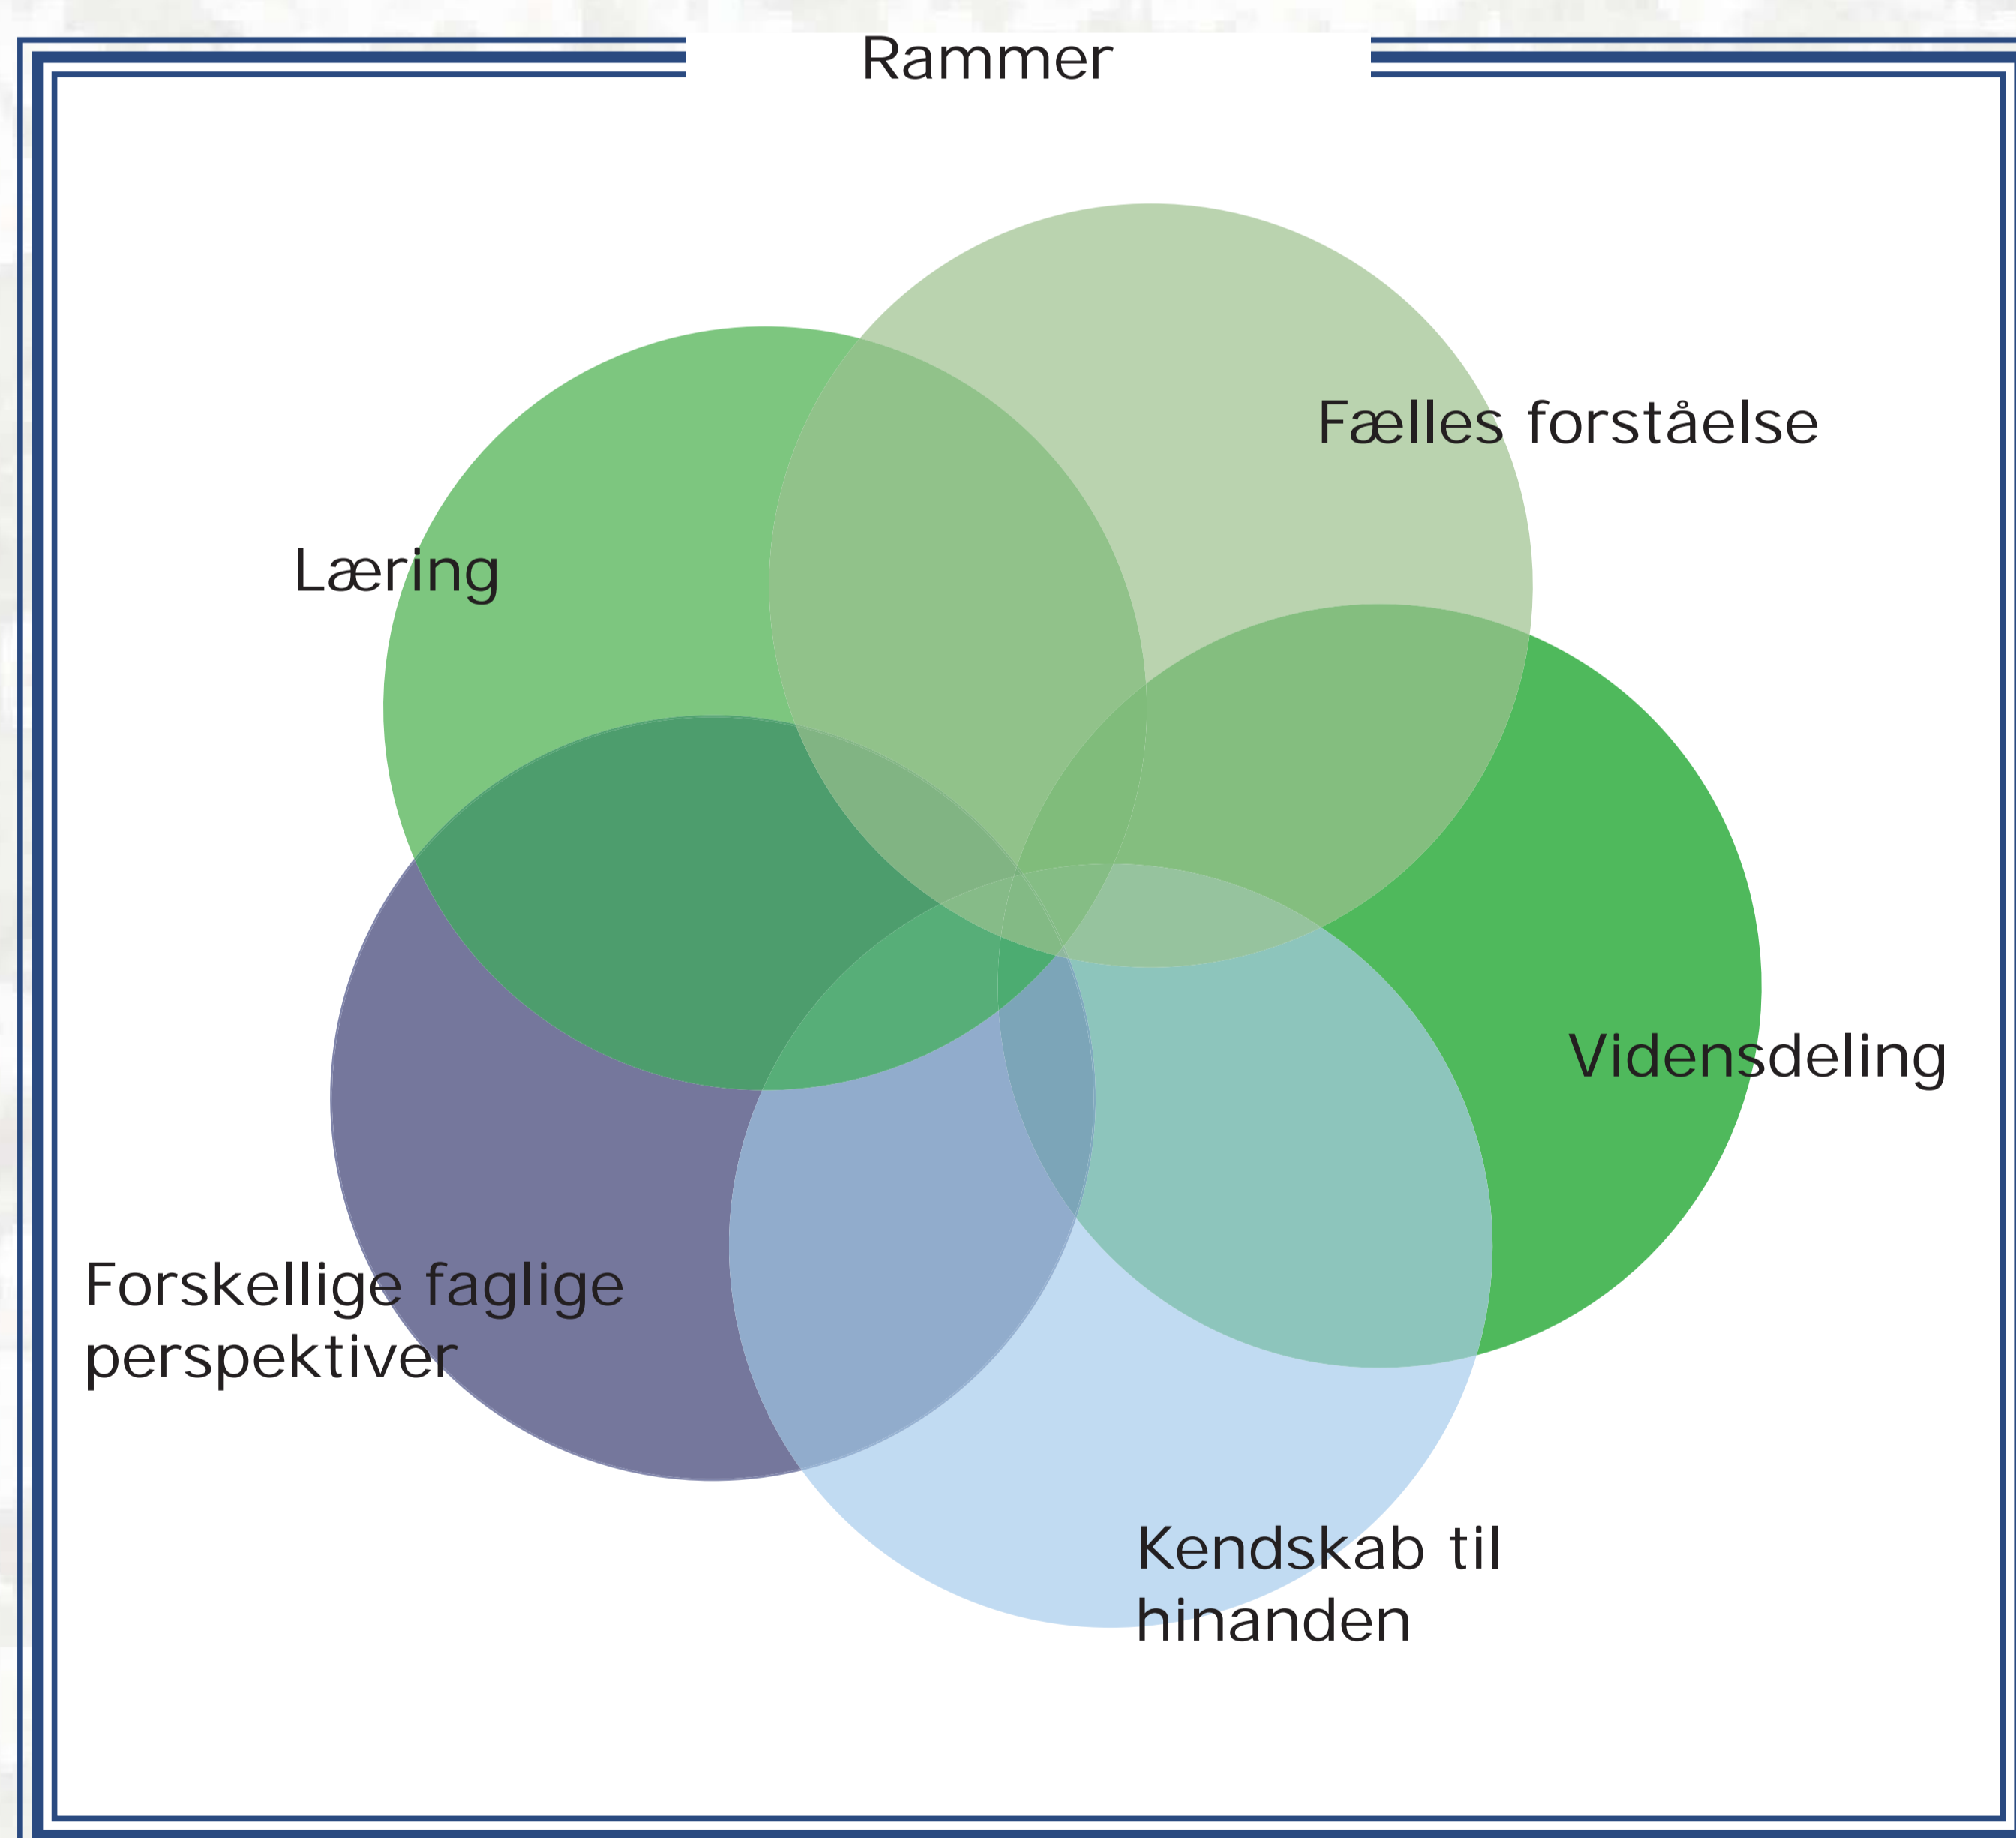 Rammer
Fælles forståelse
Læring
Vidensdeling
Forskellige faglige
perspektiver
Kendskab til
hinanden